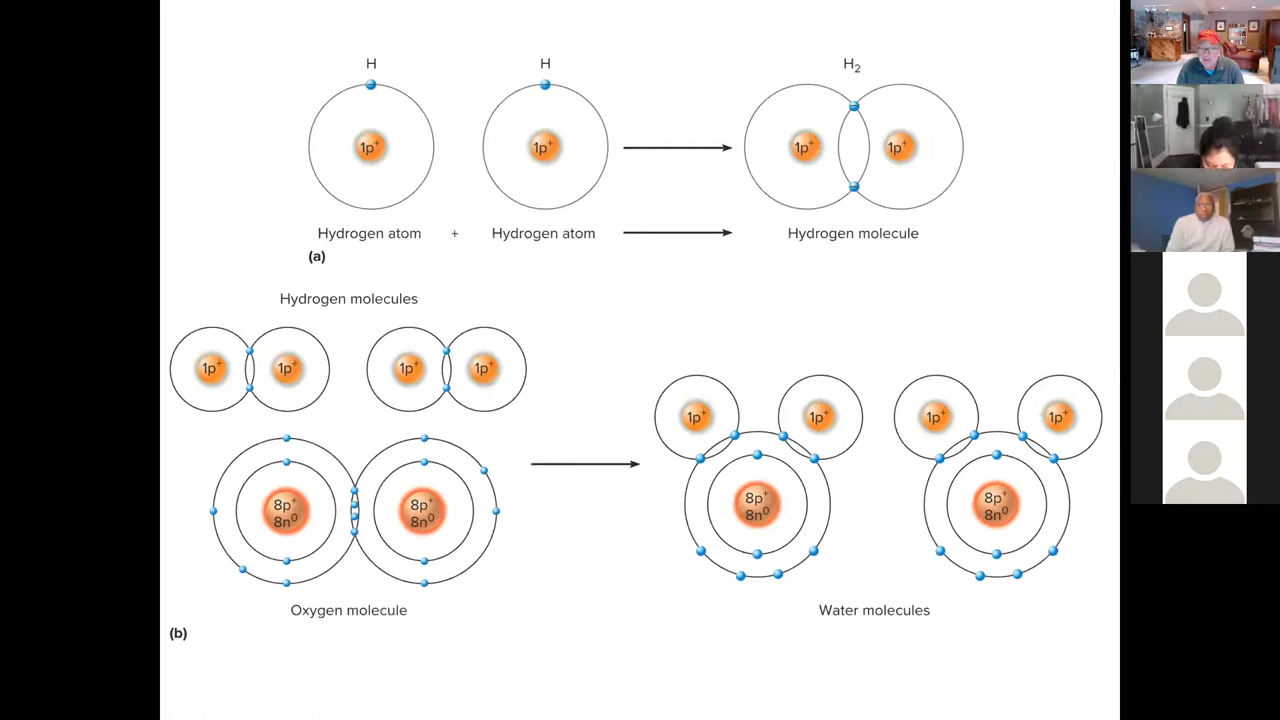 H H H₂
1p⁺ 1p⁺ 1p⁺ 1p⁺
Hydrogen atom + Hydrogen atom Hydrogen molecule
(a)
Hydrogen molecules
1p⁺ 1p⁺ 1p⁺ 1p⁺
1p⁺ 1p⁺ 1p⁺ 1p⁺
8p⁺ 8p⁺ 8p⁺ 8p⁺
8n⁰ 8n⁰ 8n⁰ 8n⁰
Oxygen molecule Water molecules
(b)